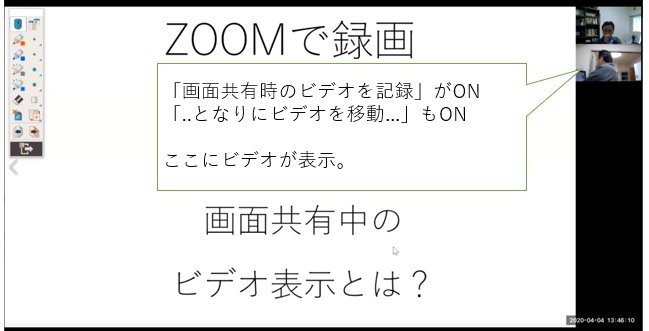 ZOOMで録画
「画面共有時のビデオを記録」がON
「..となりにビデオを移動...」もON
ここにビデオが表示。
画面共有中の
ビデオ表示とは？
2020-04-04 13:46:10